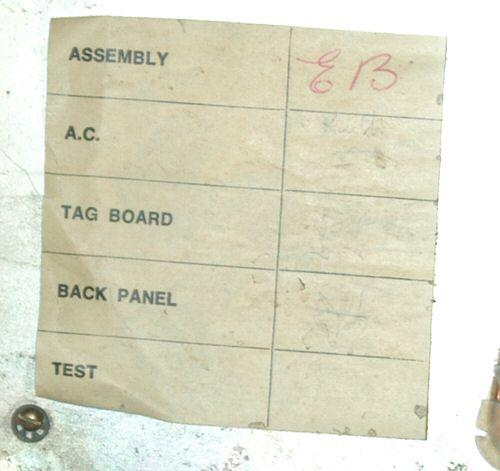 ASSEMBLY EB
A.C.
TAG BOARD
BACK PANEL
TEST